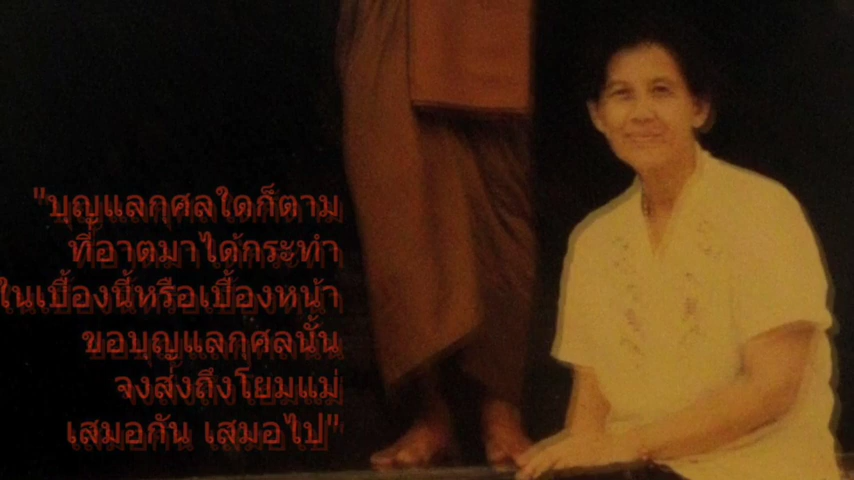 "บุญแลกุศลใดก็ตาม
ที่อาตมาได้กระทำ
ในเบื้องนี้หรือเบื้องหน้า
ขอบุญแลกุศลนั้น
จงส่งถึงโยมแม่
เสมอกัน เสมอไป"